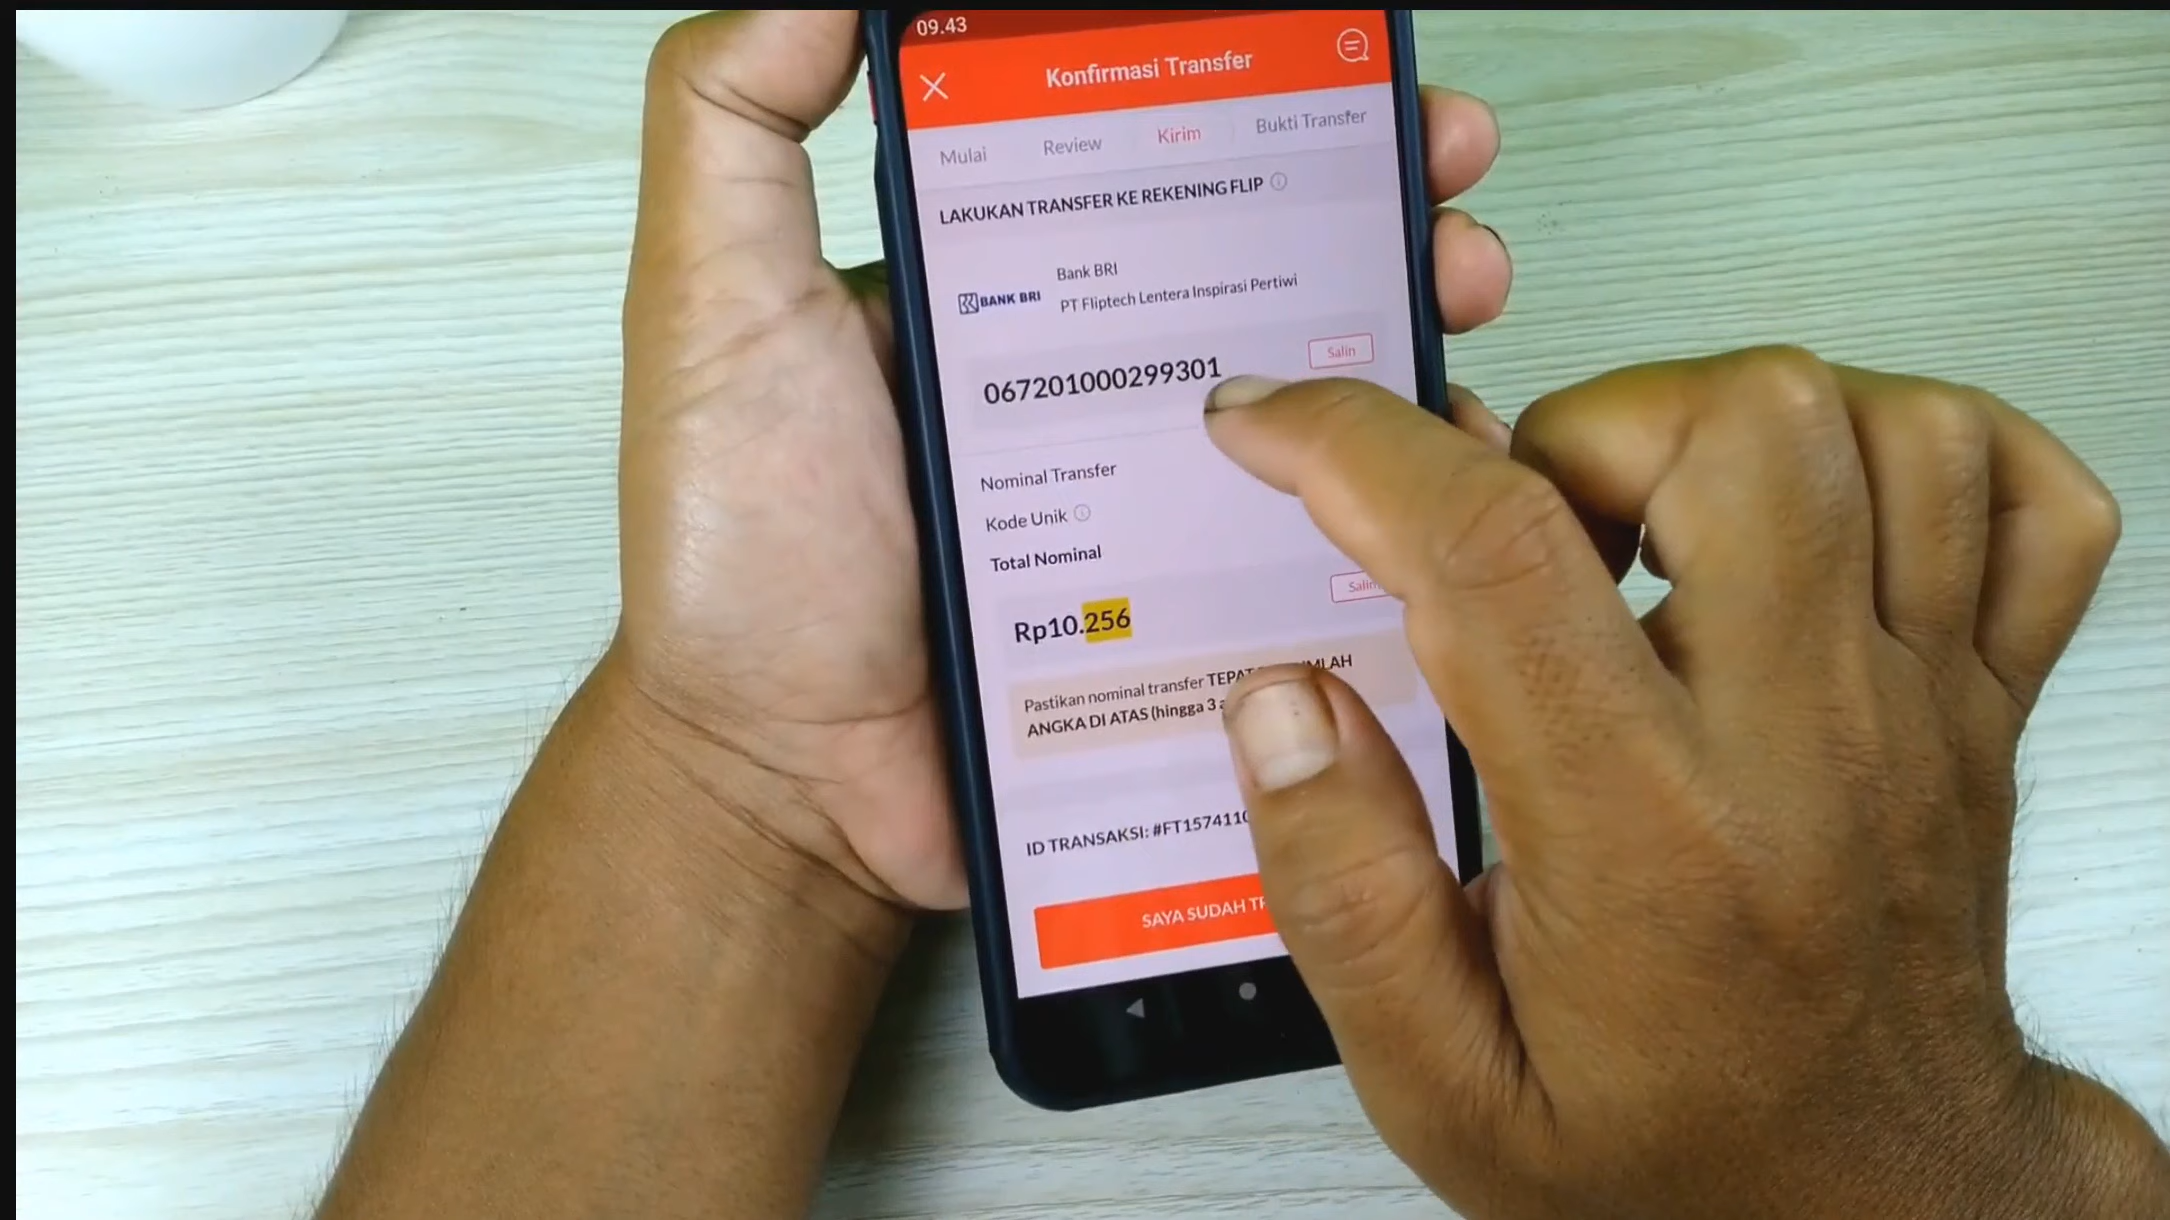 09.43
Konfirmasi Transfer
Mulai Review Kirim Bukti Transfer
LAKUKAN TRANSFER KE REKENING FLIP
Bank BRI
BANK BRI
PT Fliptech Lentera Inspirasi Pertiwi
Salin
067201000299301
Nominal Transfer
Kode Unik
Total Nominal
Salin
Rp10.256
Pastikan nominal transfer
ANGKA DI ATAS (hingga 3
ID TRANSAKSI: #FT1574110
SAYA SUDAH